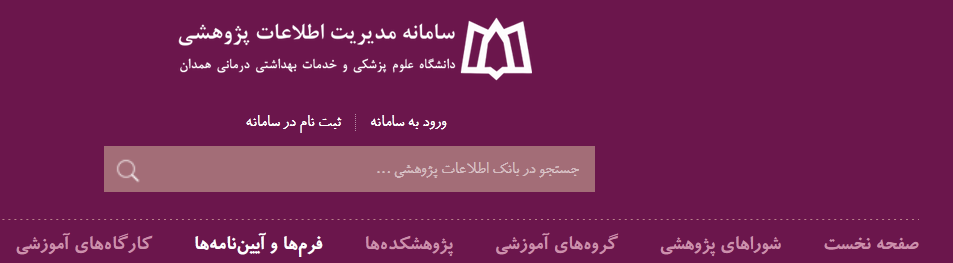 سامانه مدیریت اطلاعات پژوهشی
دانشگاه علوم پزشکی و خدمات بهداشتی درمانی همدان
ورود به سامانه
ثبت نام در سامانه
جستجو در بانک اطلاعات پژوهشی ...
صفحه نخست
شوراهای پژوهشی
گروه‌های آموزشی
پژوهشکده‌ها
فرم‌ها و آیین‌نامه‌ها
کارگاه‌های آموزشی